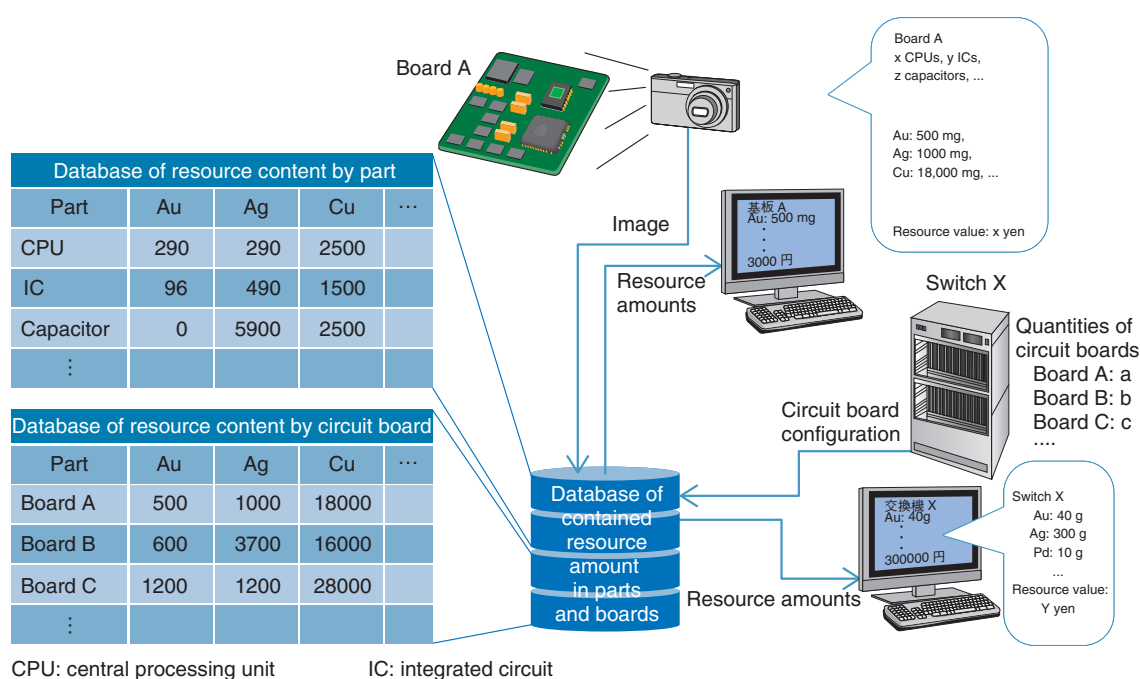 Board A
Board A
x CPUs, y ICs,
z capacitors, ...
Au: 500 mg,
Ag: 1000 mg,
Cu: 18,000 mg, ...
Resource value: x yen
Database of resource content by part
Part Au Ag Cu ...
CPU 290 290 2500
IC 96 490 1500
Capacitor 0 5900 2500
⋮
Image
基板 A
Au: 500 mg
・
・
・
3000 円
Resource
amounts
Switch X
Quantities of
circuit boards
Board A: a
Board B: b
Board C: c
....
Database of resource content by circuit board
Part Au Ag Cu ...
Board A 500 1000 18000
Board B 600 3700 16000
Board C 1200 1200 28000
⋮
Circuit board
configuration
Database of
contained
resource
amount
in parts
and boards
Resource amounts
交換機 X
Au: 40g
・
・
・
300000 円
Switch X
Au: 40 g
Ag: 300 g
Pd: 10 g
...
Resource value:
Y yen
CPU: central processing unit IC: integrated circuit